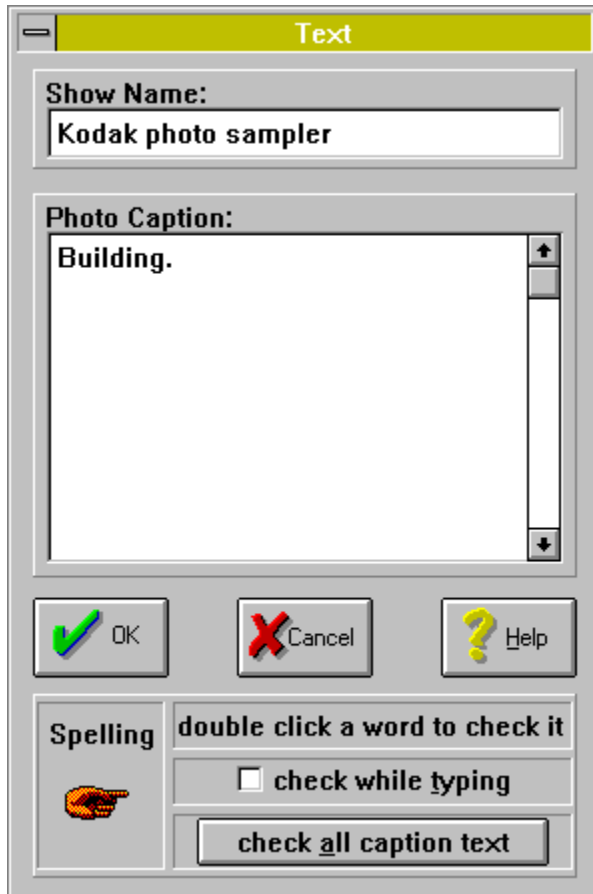 Text
Show Name:
Kodak photo sampler
Photo Caption:
Building.
OK
Cancel
Help
Spelling
double click a word to check it
check while typing
check all caption text